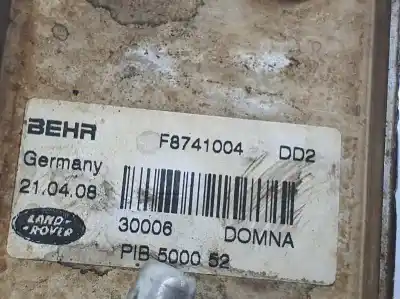 BEHR F8741004 DD2
Germany
21.04.08
LAND-
ROVER
30006 DOMNA
PIB 5000 52